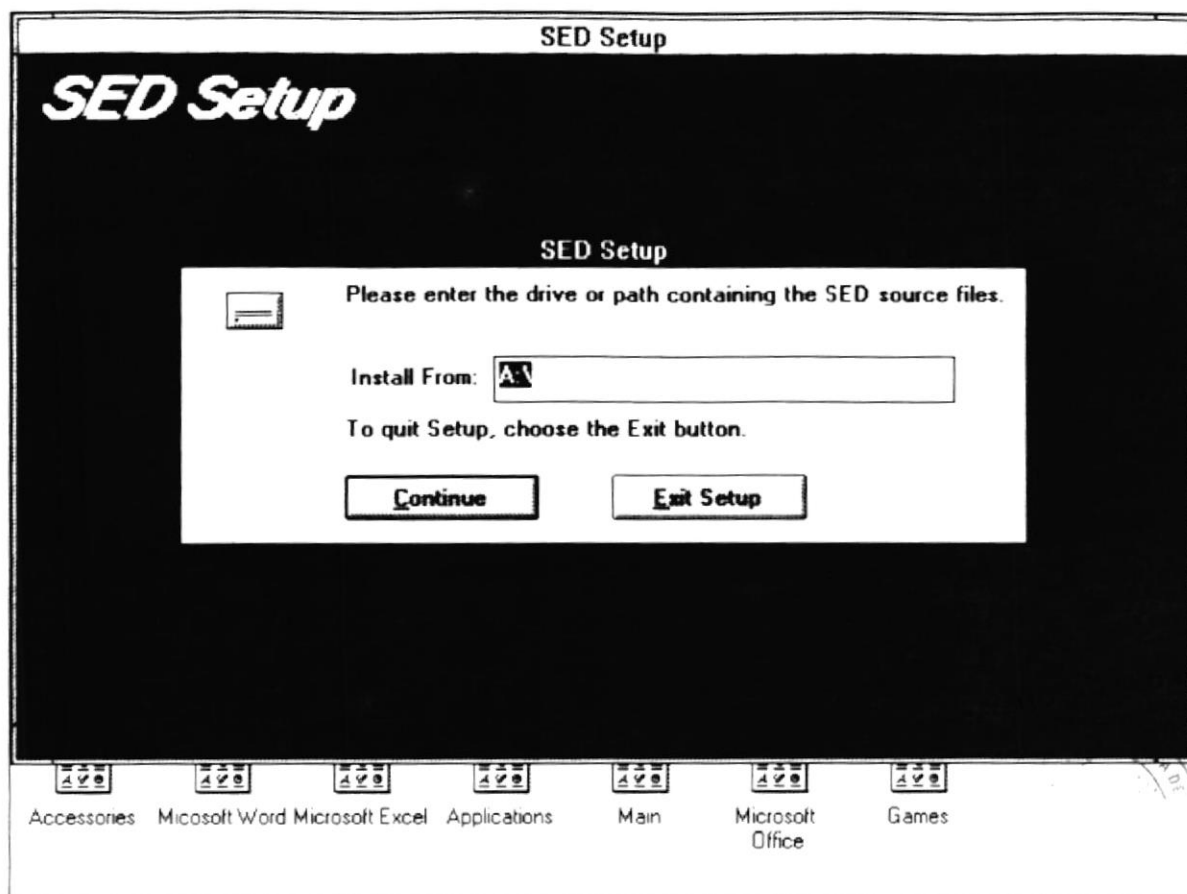 SED Setup
SED Setup
SED Setup
Please enter the drive or path containing the SED source files.
Install From: A:\
To quit Setup, choose the Exit button.
Continue Exit Setup
Accessories Micosoft Word Microsoft Excel Applications Main Microsoft Office Games